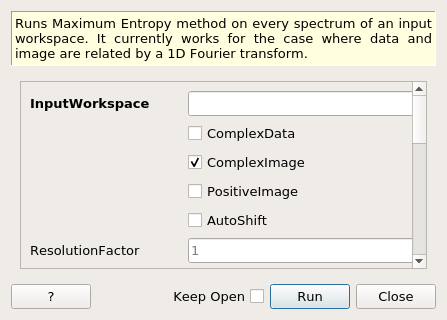 Runs Maximum Entropy method on every spectrum of an input
workspace. It currently works for the case where data and
image are related by a 1D Fourier transform.
InputWorkspace
ComplexData
ComplexImage
PositiveImage
AutoShift
ResolutionFactor 1
? Keep Open Run Close